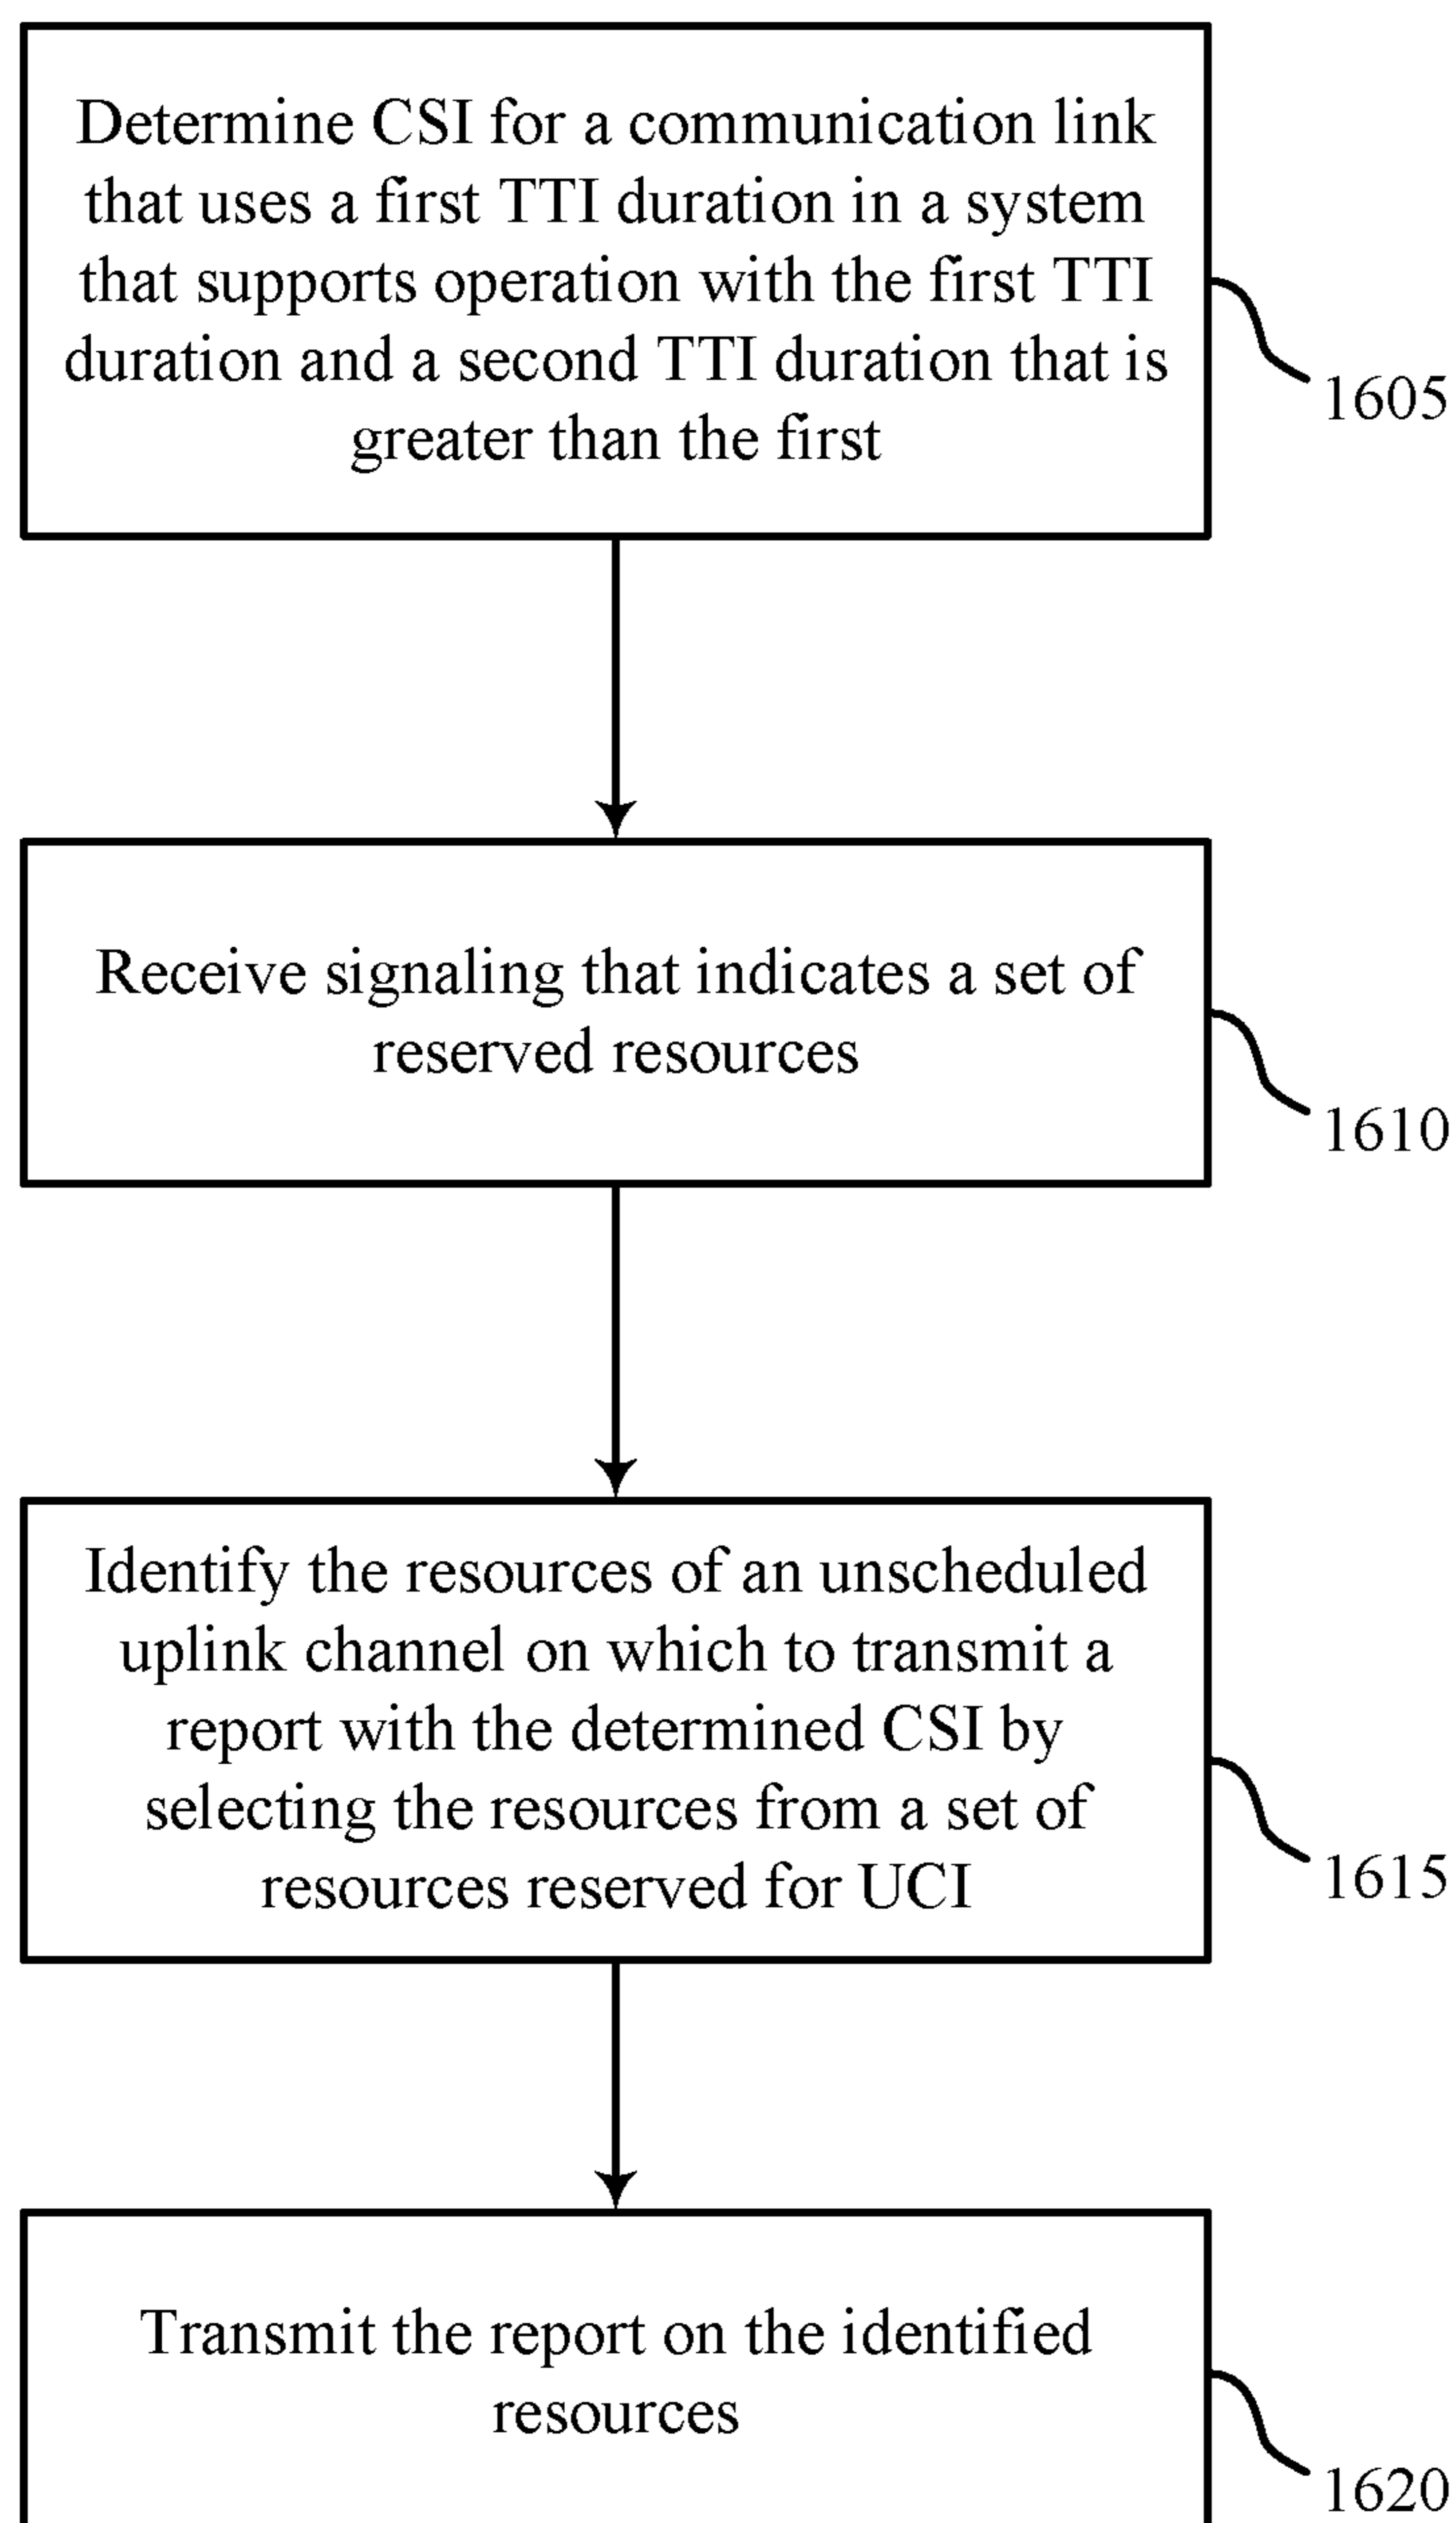 Determine CSI for a communication link
that uses a first TTI duration in a system
that supports operation with the first TTI
duration and a second TTI duration that is
greater than the first
1605
Receive signaling that indicates a set of
reserved resources
1610
Identify the resources of an unscheduled
uplink channel on which to transmit a
report with the determined CSI by
selecting the resources from a set of
resources reserved for UCI
1615
Transmit the report on the identified
resources
1620